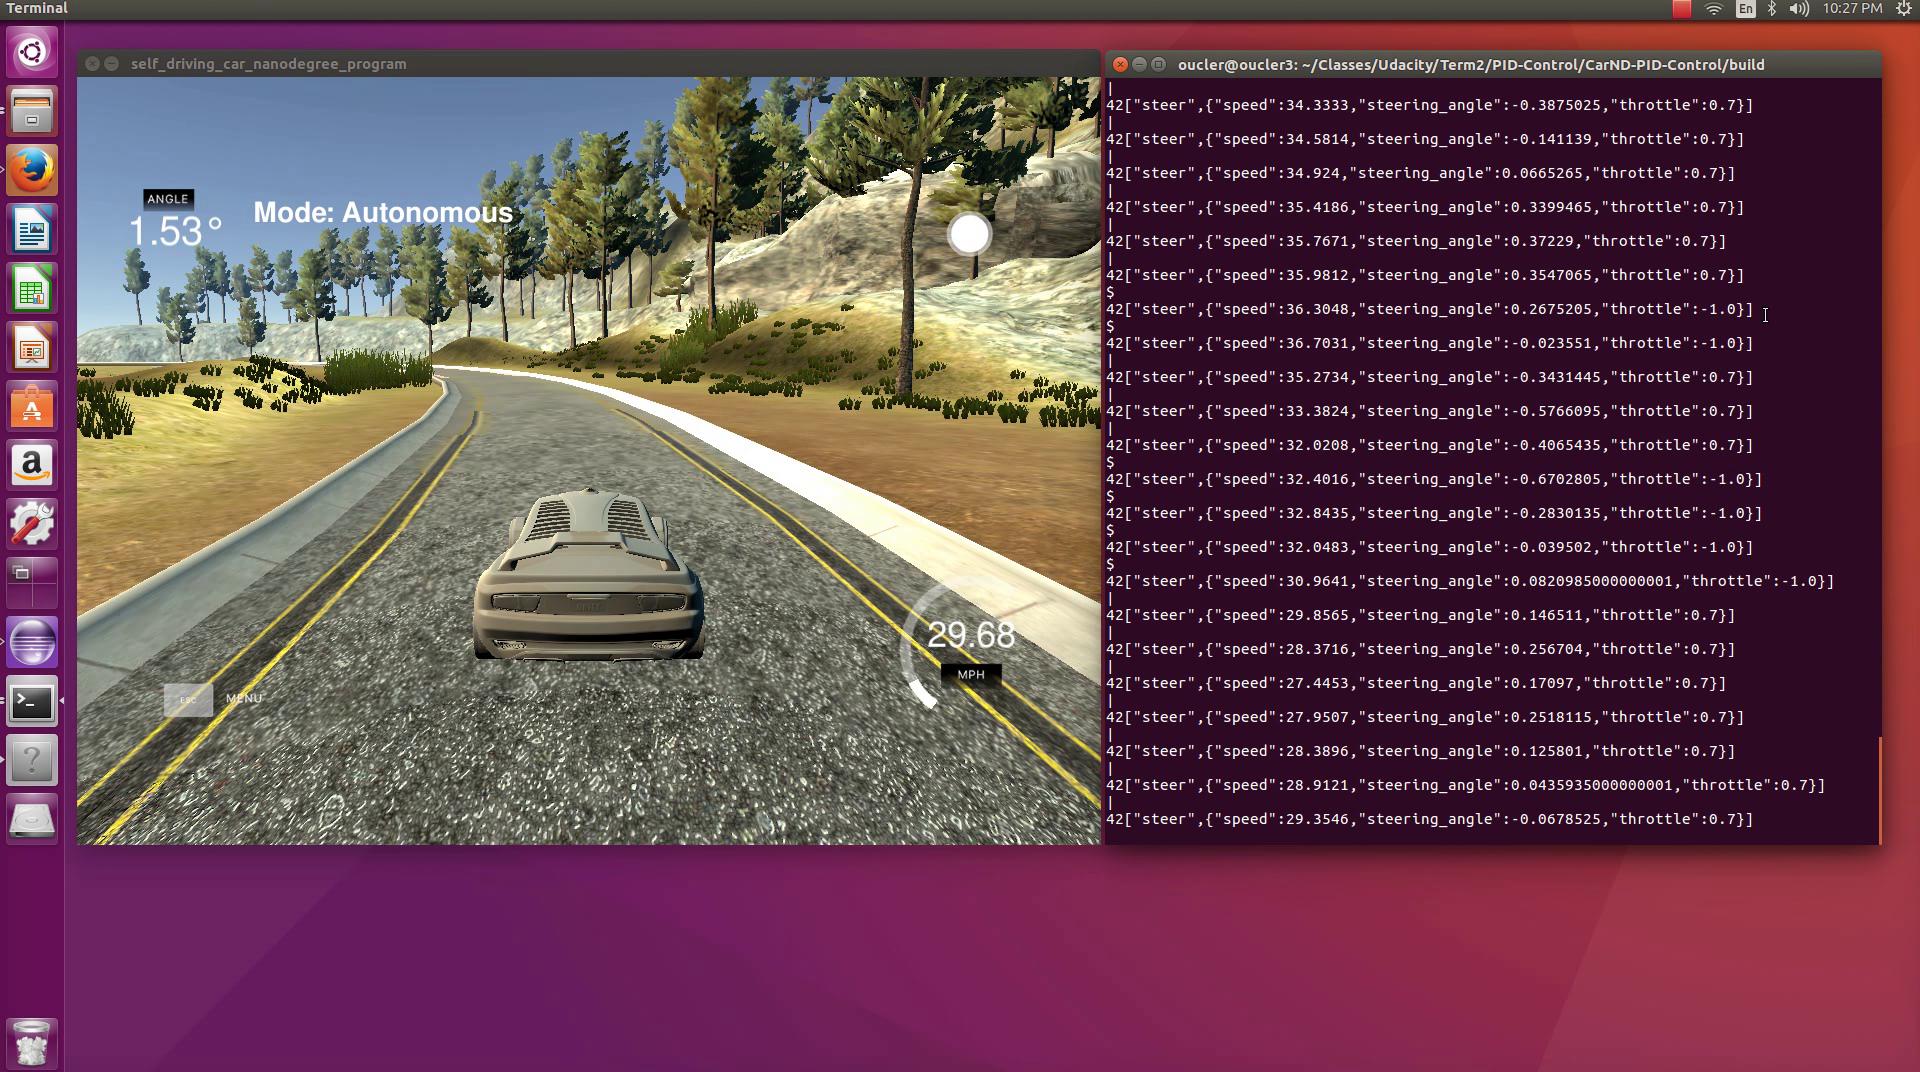 Terminal
En
10:27 PM
self_driving_car_nanodegree_program
ANGLE
1.53°
Mode: Autonomous
29.68
MPH
ESC
MENU
oucler@oucler3: ~/Classes/Udacity/Term2/PID-Control/CarND-PID-Control/build
|
42["steer",{"speed":34.3333,"steering_angle":-0.3875025,"throttle":0.7}]
|
42["steer",{"speed":34.5814,"steering_angle":-0.141139,"throttle":0.7}]
|
42["steer",{"speed":34.924,"steering_angle":0.0665265,"throttle":0.7}]
|
42["steer",{"speed":35.4186,"steering_angle":0.3399465,"throttle":0.7}]
|
42["steer",{"speed":35.7671,"steering_angle":0.37229,"throttle":0.7}]
|
42["steer",{"speed":35.9812,"steering_angle":0.3547065,"throttle":0.7}]
$
42["steer",{"speed":36.3048,"steering_angle":0.2675205,"throttle":-1.0}]
$
42["steer",{"speed":36.7031,"steering_angle":-0.023551,"throttle":-1.0}]
|
42["steer",{"speed":35.2734,"steering_angle":-0.3431445,"throttle":0.7}]
|
42["steer",{"speed":33.3824,"steering_angle":-0.5766095,"throttle":0.7}]
|
42["steer",{"speed":32.0208,"steering_angle":-0.4065435,"throttle":0.7}]
$
42["steer",{"speed":32.4016,"steering_angle":-0.6702805,"throttle":-1.0}]
$
42["steer",{"speed":32.8435,"steering_angle":-0.2830135,"throttle":-1.0}]
$
42["steer",{"speed":32.0483,"steering_angle":-0.039502,"throttle":-1.0}]
$
42["steer",{"speed":30.9641,"steering_angle":0.0820985000000001,"throttle":-1.0}]
|
42["steer",{"speed":29.8565,"steering_angle":0.146511,"throttle":0.7}]
|
42["steer",{"speed":28.3716,"steering_angle":0.256704,"throttle":0.7}]
|
42["steer",{"speed":27.4453,"steering_angle":0.17097,"throttle":0.7}]
|
42["steer",{"speed":27.9507,"steering_angle":0.2518115,"throttle":0.7}]
|
42["steer",{"speed":28.3896,"steering_angle":0.125801,"throttle":0.7}]
|
42["steer",{"speed":28.9121,"steering_angle":0.0435935000000001,"throttle":0.7}]
|
42["steer",{"speed":29.3546,"steering_angle":-0.0678525,"throttle":0.7}]